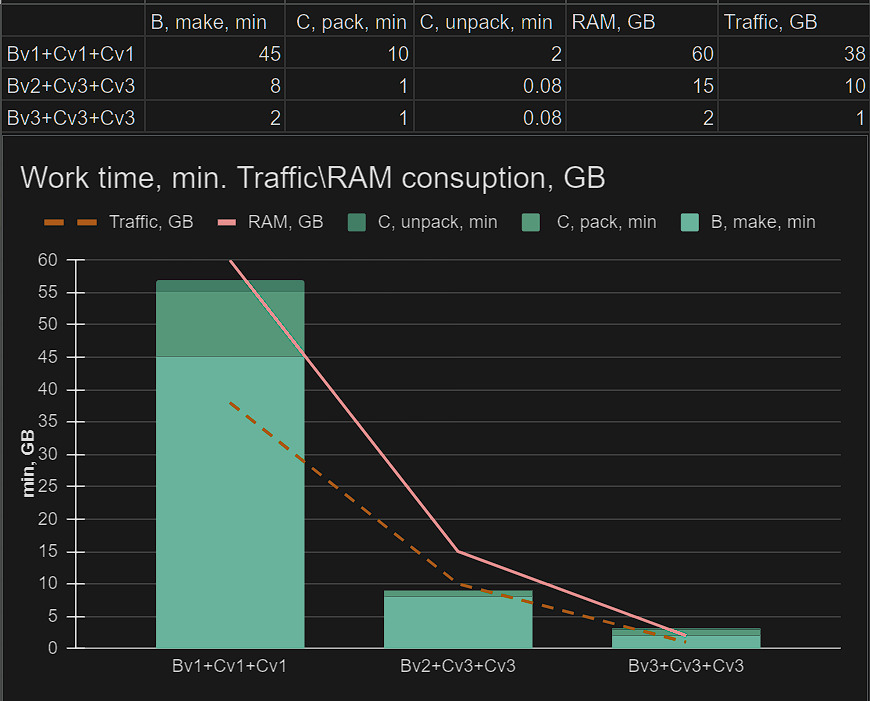 B, make, min C, pack, min C, unpack, min RAM, GB Traffic, GB
Bv1+Cv1+Cv1 45 10 2 60 38
Bv2+Cv3+Cv3 8 1 0.08 15 10
Bv3+Cv3+Cv3 2 1 0.08 2 1
Work time, min. Traffic\RAM consuption, GB
Traffic, GB RAM, GB C, unpack, min C, pack, min B, make, min
min, GB
60
55
50
45
40
35
30
25
20
15
10
5
0
Bv1+Cv1+Cv1 Bv2+Cv3+Cv3 Bv3+Cv3+Cv3